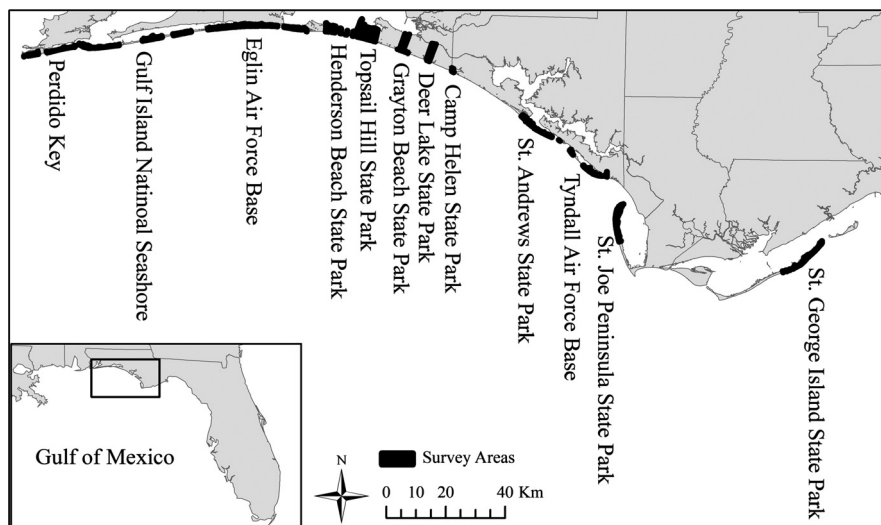 Perdido Key
Gulf Island Natinoal Seashore
Eglin Air Force Base
Henderson Beach State Park
Topsail Hill State Park
Grayton Beach State Park
Deer Lake State Park
Camp Helen State Park
St. Andrews State Park
Tyndall Air Force Base
St. Joe Peninsula State Park
St. George Island State Park
Gulf of Mexico
N
Survey Areas
0 10 20 40 Km